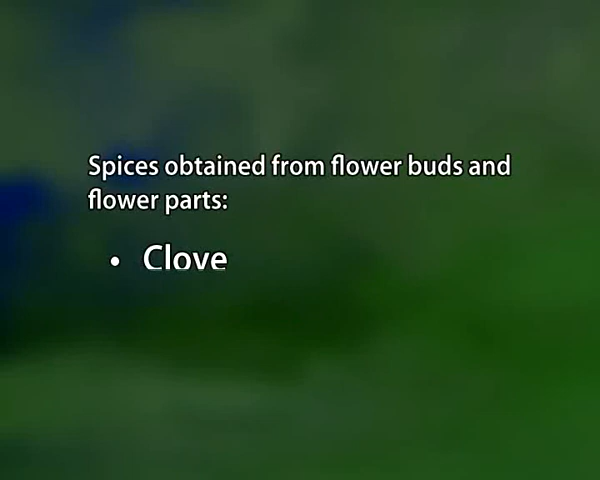 Spices obtained from flower buds and
flower parts:
• Clove